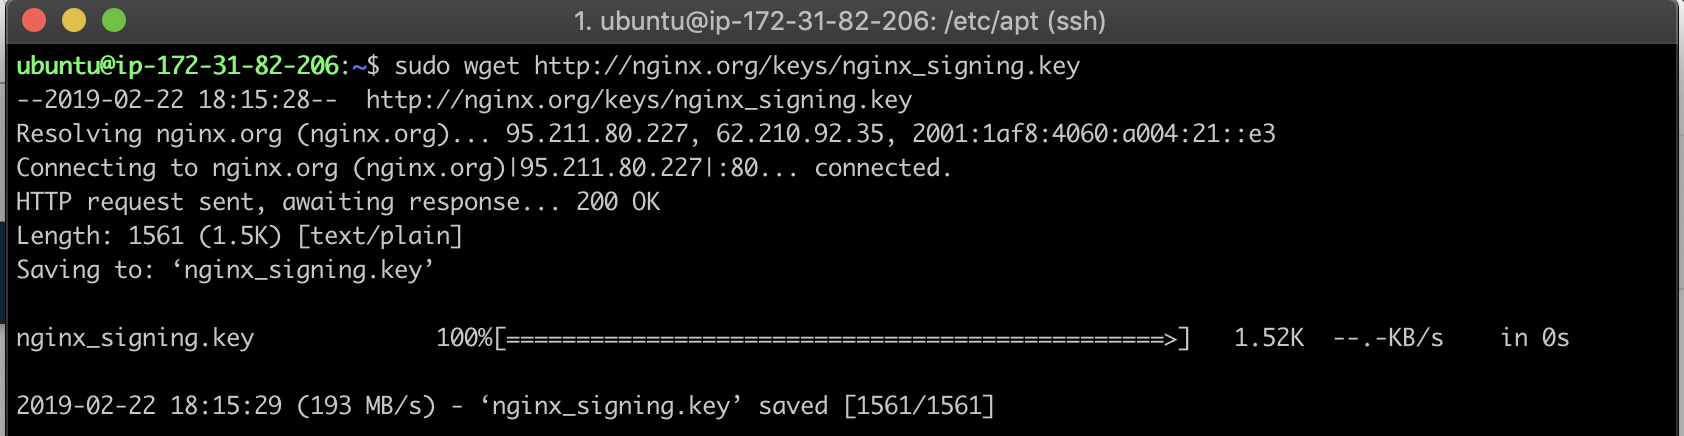 1. ubuntu@ip-172-31-82-206: /etc/apt (ssh)
ubuntu@ip-172-31-82-206:~$ sudo wget http://nginx.org/keys/nginx_signing.key
--2019-02-22 18:15:28--  http://nginx.org/keys/nginx_signing.key
Resolving nginx.org (nginx.org)... 95.211.80.227, 62.210.92.35, 2001:1af8:4060:a004:21::e3
Connecting to nginx.org (nginx.org)|95.211.80.227|:80... connected.
HTTP request sent, awaiting response... 200 OK
Length: 1561 (1.5K) [text/plain]
Saving to: ‘nginx_signing.key’
nginx_signing.key             100%[===============================================>]   1.52K  --.-KB/s    in 0s
2019-02-22 18:15:29 (193 MB/s) - ‘nginx_signing.key’ saved [1561/1561]